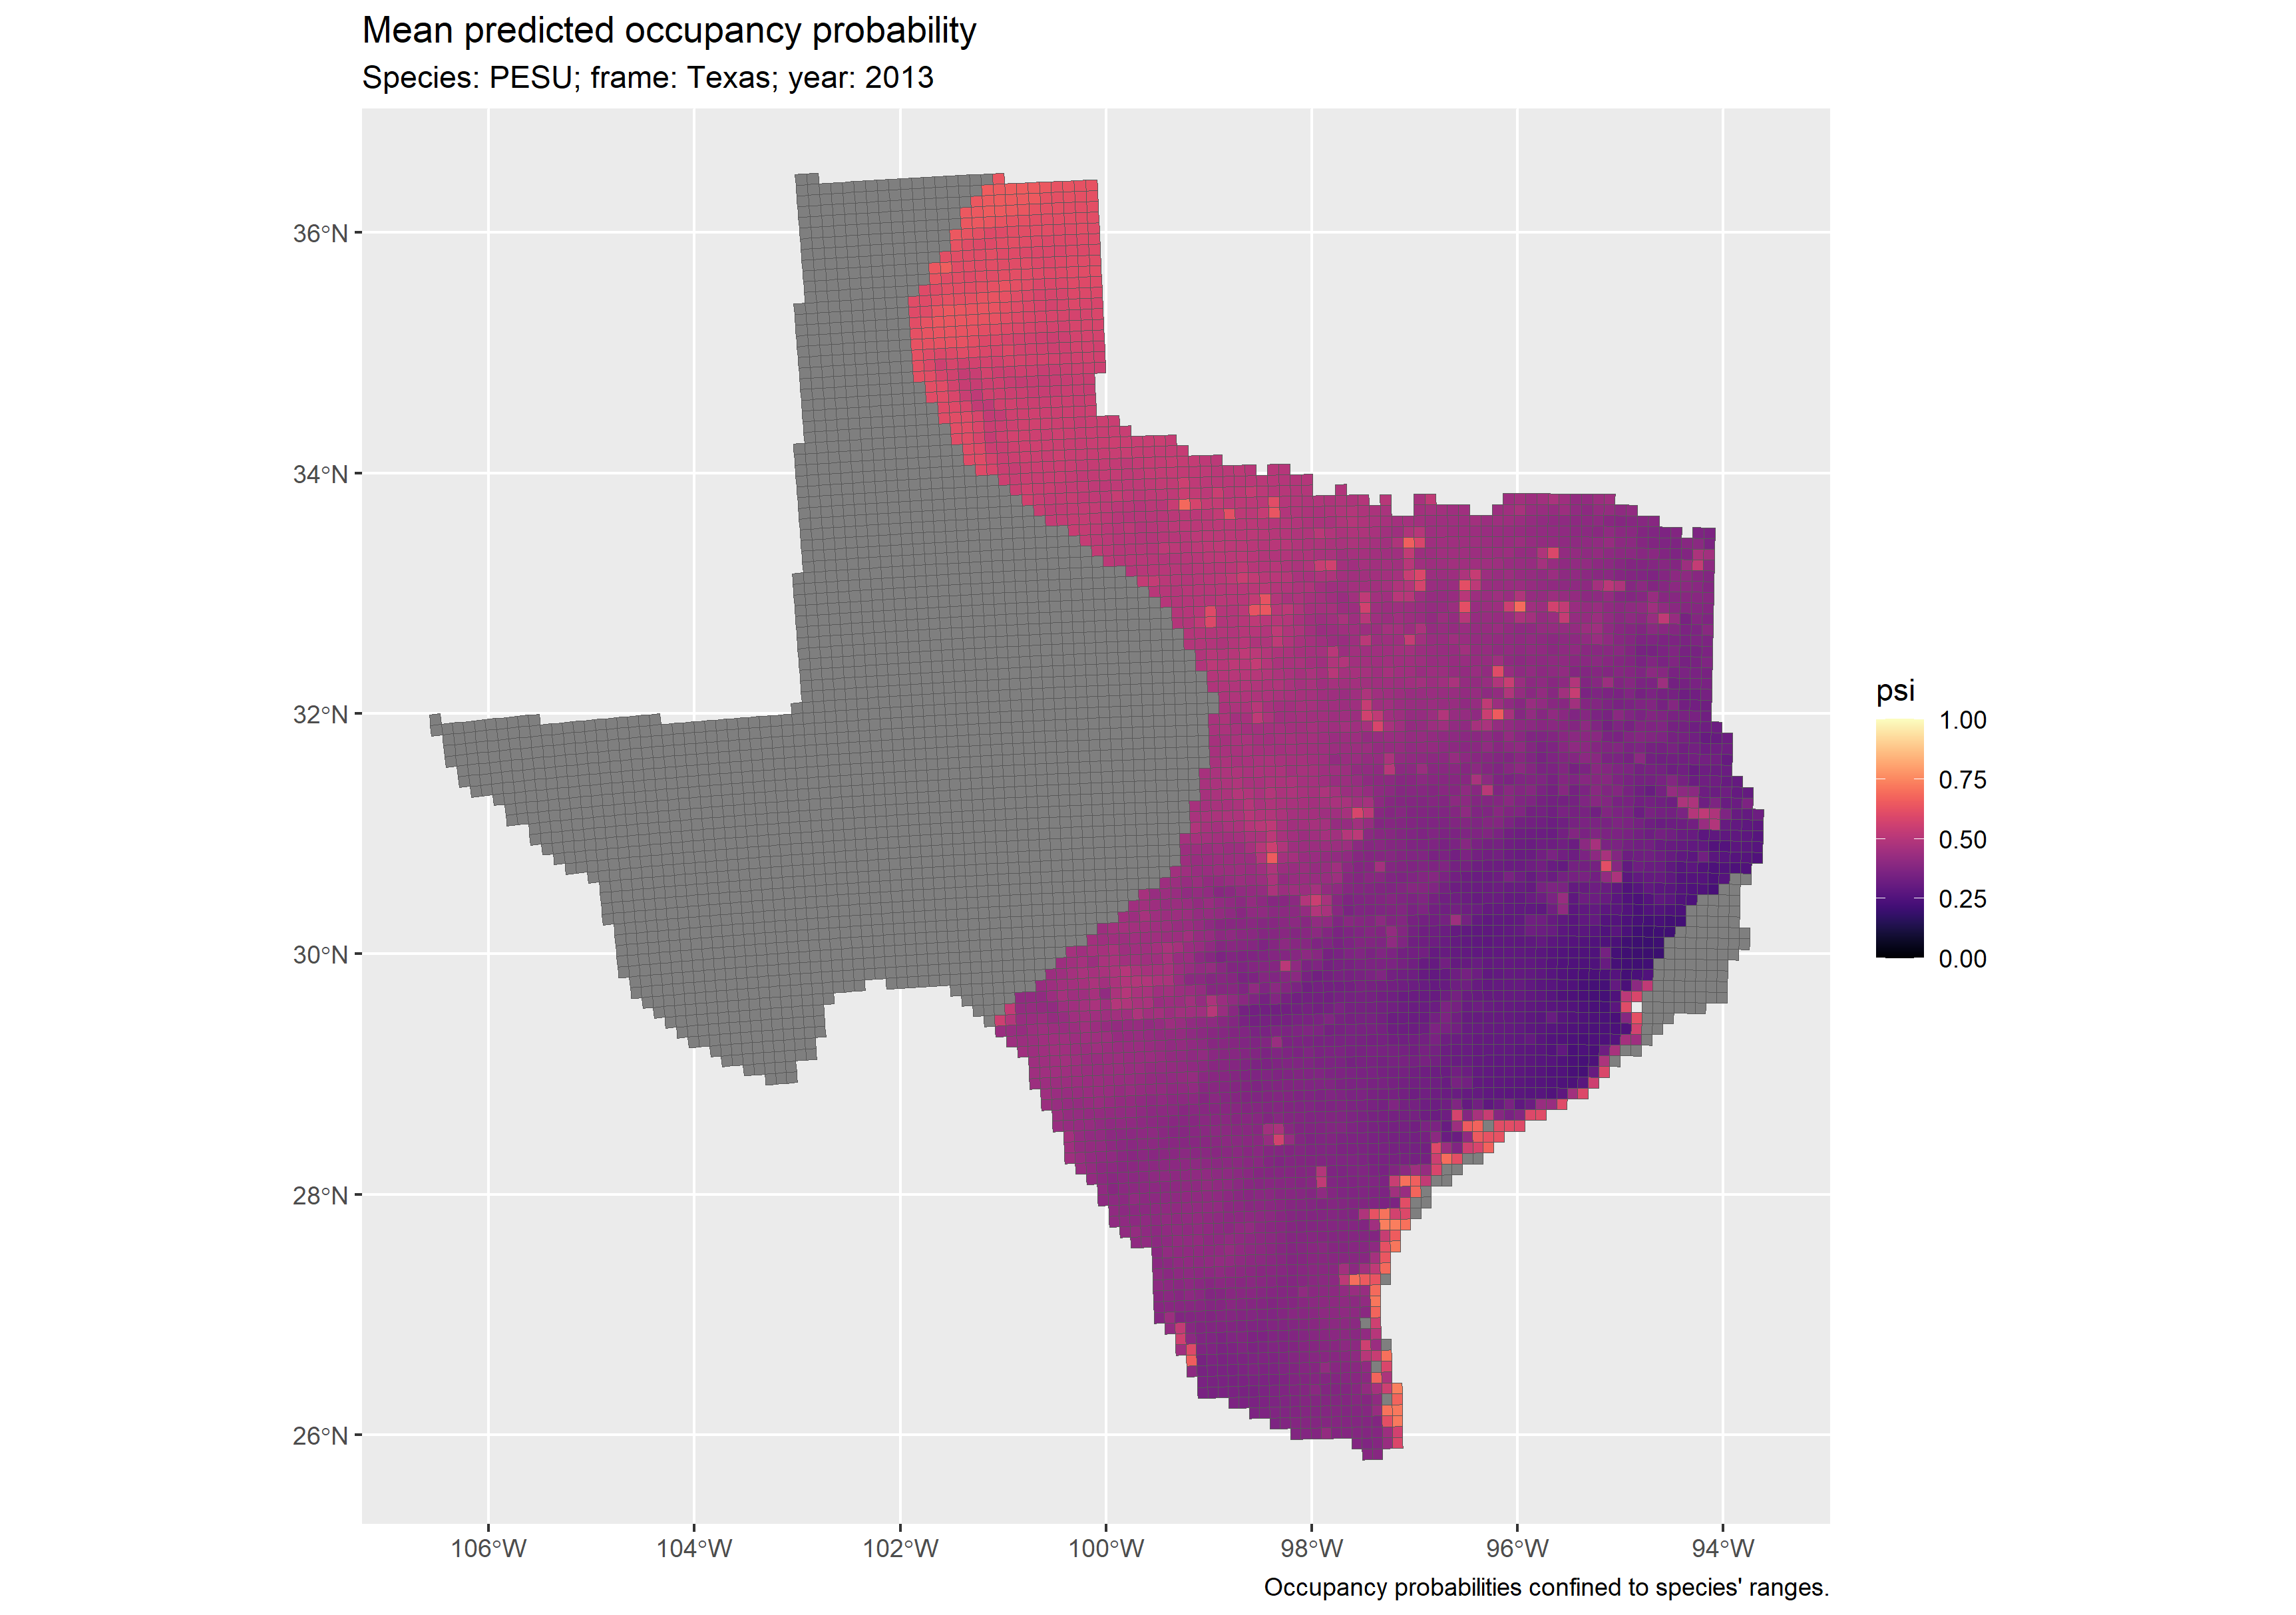 Mean predicted occupancy probability
Species: PESU; frame: Texas; year: 2013
36°N
34°N
32°N
30°N
28°N
26°N
106°W
104°W
102°W
100°W
98°W
96°W
94°W
psi
1.00
0.75
0.50
0.25
0.00
Occupancy probabilities confined to species' ranges.